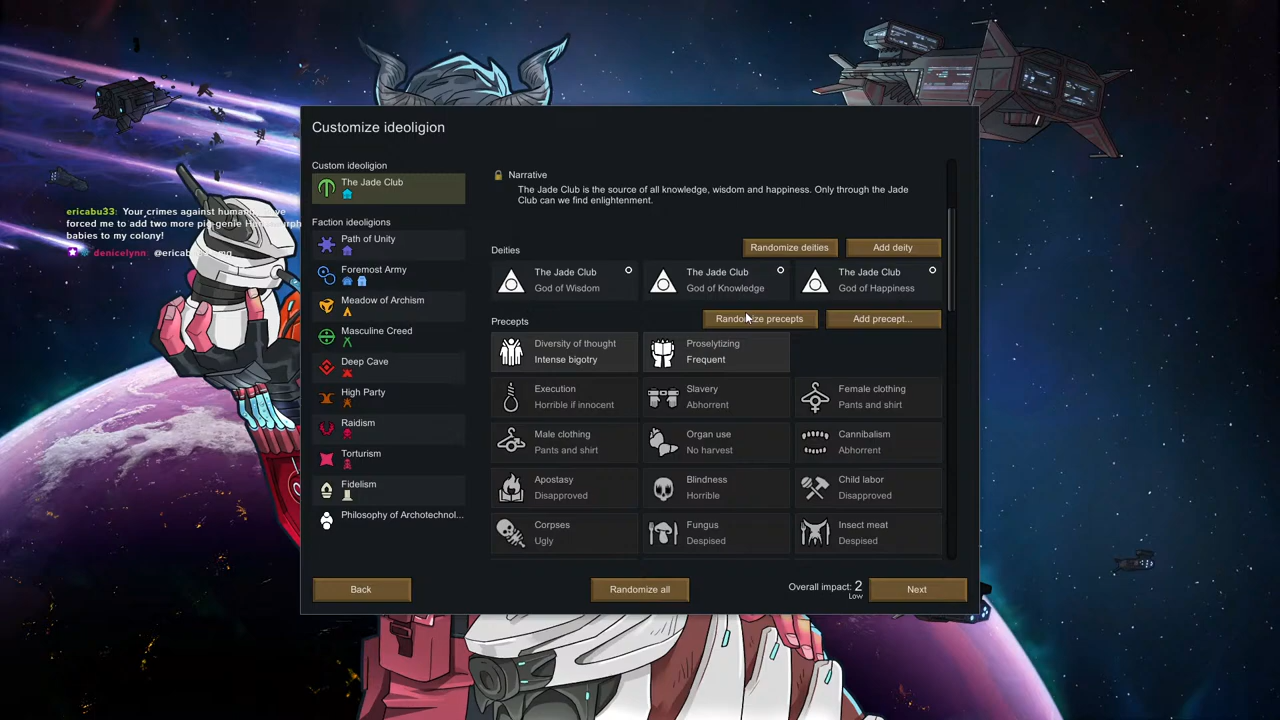 Customize ideoligion
Custom ideoligion
The Jade Club
Faction ideoligions
Path of Unity
Foremost Army
Meadow of Archism
Masculine Creed
Deep Cave
High Party
Raidism
Torturism
Fidelism
Philosophy of Archotechnol...
Narrative
The Jade Club is the source of all knowledge, wisdom and happiness. Only through the Jade
Club can we find enlightenment.
Deities
Randomize deities
Add deity
The Jade Club
God of Wisdom
The Jade Club
God of Knowledge
The Jade Club
God of Happiness
Precepts
Randomize precepts
Add precept...
Diversity of thought
Intense bigotry
Proselytizing
Frequent
Execution
Horrible if innocent
Slavery
Abhorrent
Female clothing
Pants and shirt
Male clothing
Pants and shirt
Organ use
No harvest
Cannibalism
Abhorrent
Apostasy
Disapproved
Blindness
Horrible
Child labor
Disapproved
Corpses
Ugly
Fungus
Despised
Insect meat
Despised
Back
Randomize all
Overall impact: 2
Low
Next
ericabu33: Your crimes against
forced me to add two more
babies to my colony!
denicelynn: